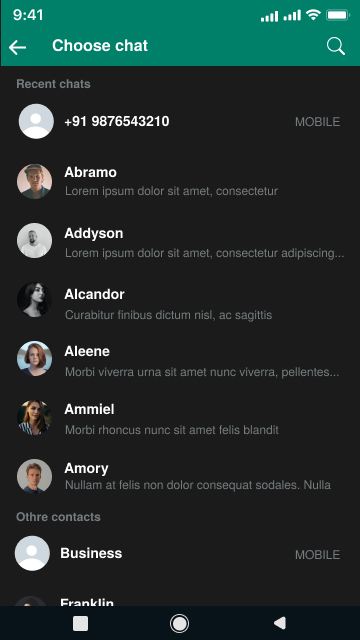 9:41
Choose chat
Recent chats
+91 9876543210 MOBILE
Abramo
Lorem ipsum dolor sit amet, consectetur
Addyson
Lorem ipsum dolor sit amet, consectetur adipiscing...
Alcandor
Curabitur finibus dictum nisl, ac sagittis
Aleene
Morbi viverra urna sit amet nunc viverra, pellentes...
Ammiel
Morbi rhoncus nunc sit amet felis blandit
Amory
Nullam at felis non dolor consequat sodales. Nulla
Othre contacts
Business MOBILE
Franklin